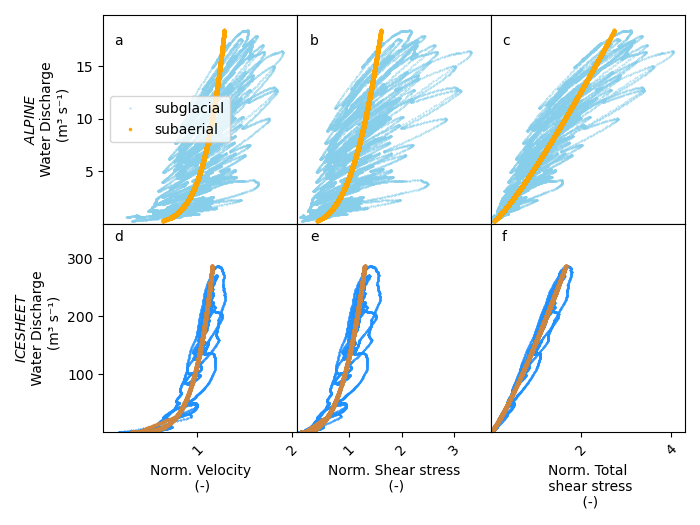 a
b
c
ALPINE
Water Discharge
(m³ s⁻¹)
15
10
5
subglacial
subaerial
d
e
f
ICESHEET
Water Discharge
(m³ s⁻¹)
300
200
100
1
2
1
2
3
2
4
Norm. Velocity
(-)
Norm. Shear stress
(-)
Norm. Total
shear stress
(-)